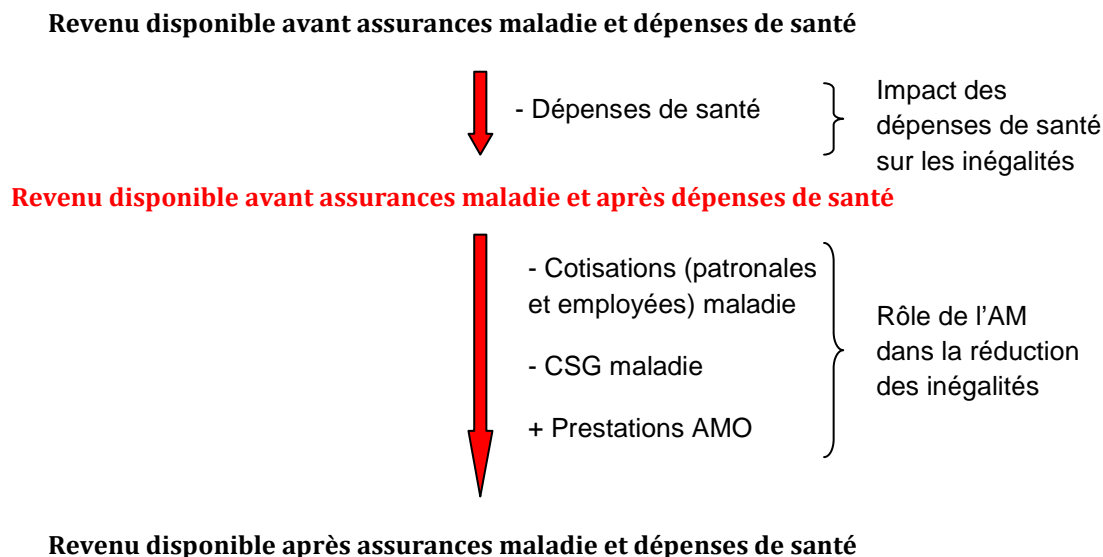 Revenu disponible avant assurances maladie et dépenses de santé
- Dépenses de santé
Impact des
dépenses de santé
sur les inégalités
Revenu disponible avant assurances maladie et après dépenses de santé
- Cotisations (patronales
et employées) maladie
- CSG maladie
+ Prestations AMO
Rôle de l'AM
dans la réduction
des inégalités
Revenu disponible après assurances maladie et dépenses de santé